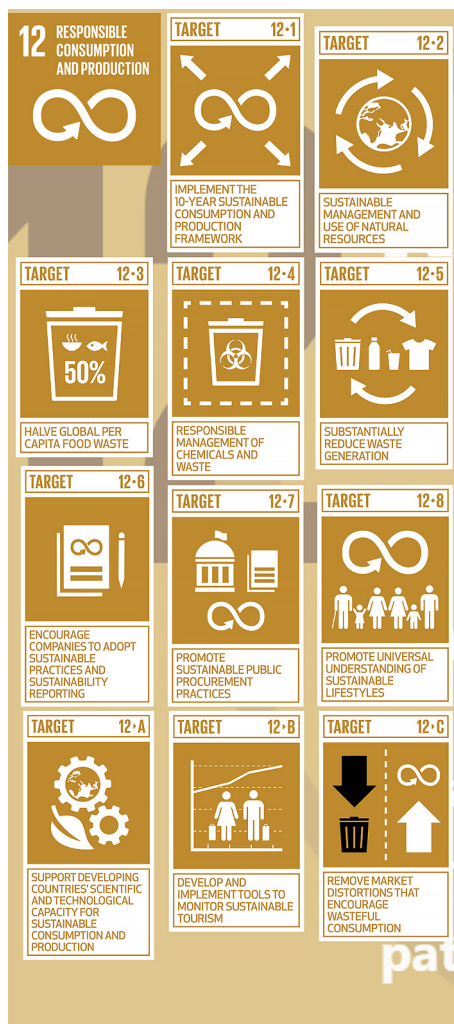 12 RESPONSIBLE
CONSUMPTION
AND PRODUCTION
TARGET 12·1
IMPLEMENT THE
10-YEAR SUSTAINABLE
CONSUMPTION AND
PRODUCTION
FRAMEWORK
TARGET 12·2
SUSTAINABLE
MANAGEMENT AND
USE OF NATURAL
RESOURCES
TARGET 12·3
50%
HALVE GLOBAL PER
CAPITA FOOD WASTE
TARGET 12·4
RESPONSIBLE
MANAGEMENT OF
CHEMICALS AND
WASTE
TARGET 12·5
SUBSTANTIALLY
REDUCE WASTE
GENERATION
TARGET 12·6
ENCOURAGE
COMPANIES TO ADOPT
SUSTAINABLE
PRACTICES AND
SUSTAINABILITY
REPORTING
TARGET 12·7
PROMOTE
SUSTAINABLE PUBLIC
PROCUREMENT
PRACTICES
TARGET 12·8
PROMOTE UNIVERSAL
UNDERSTANDING OF
SUSTAINABLE
LIFESTYLES
TARGET 12▸A
SUPPORT DEVELOPING
COUNTRIES' SCIENTIFIC
AND TECHNOLOGICAL
CAPACITY FOR
SUSTAINABLE
CONSUMPTION AND
PRODUCTION
TARGET 12▸B
DEVELOP AND
IMPLEMENT TOOLS TO
MONITOR SUSTAINABLE
TOURISM
TARGET 12▸C
REMOVE MARKET
DISTORTIONS THAT
ENCOURAGE
WASTEFUL
CONSUMPTION
pat